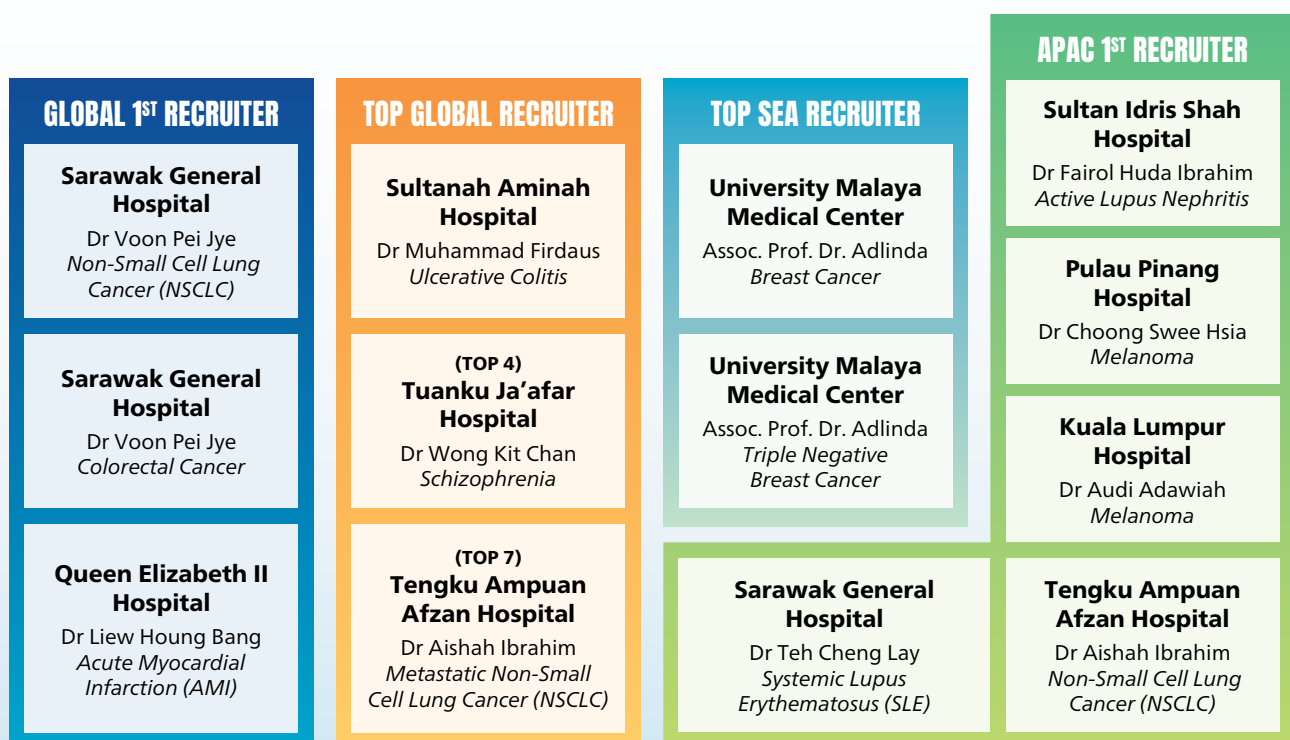 GLOBAL 1ST RECRUITER
Sarawak General
Hospital
Dr Voon Pei Jye
Non-Small Cell Lung
Cancer (NSCLC)
Sarawak General
Hospital
Dr Voon Pei Jye
Colorectal Cancer
Queen Elizabeth II
Hospital
Dr Liew Houng Bang
Acute Myocardial
Infarction (AMI)
TOP GLOBAL RECRUITER
Sultanah Aminah
Hospital
Dr Muhammad Firdaus
Ulcerative Colitis
(TOP 4)
Tuanku Ja’afar
Hospital
Dr Wong Kit Chan
Schizophrenia
(TOP 7)
Tengku Ampuan
Afzan Hospital
Dr Aishah Ibrahim
Metastatic Non-Small
Cell Lung Cancer (NSCLC)
TOP SEA RECRUITER
University Malaya
Medical Center
Assoc. Prof. Dr. Adlinda
Breast Cancer
University Malaya
Medical Center
Assoc. Prof. Dr. Adlinda
Triple Negative
Breast Cancer
APAC 1ST RECRUITER
Sultan Idris Shah
Hospital
Dr Fairol Huda Ibrahim
Active Lupus Nephritis
Pulau Pinang
Hospital
Dr Choong Swee Hsia
Melanoma
Kuala Lumpur
Hospital
Dr Audi Adawiah
Melanoma
Sarawak General
Hospital
Dr Teh Cheng Lay
Systemic Lupus
Erythematosus (SLE)
Tengku Ampuan
Afzan Hospital
Dr Aishah Ibrahim
Non-Small Cell Lung
Cancer (NSCLC)